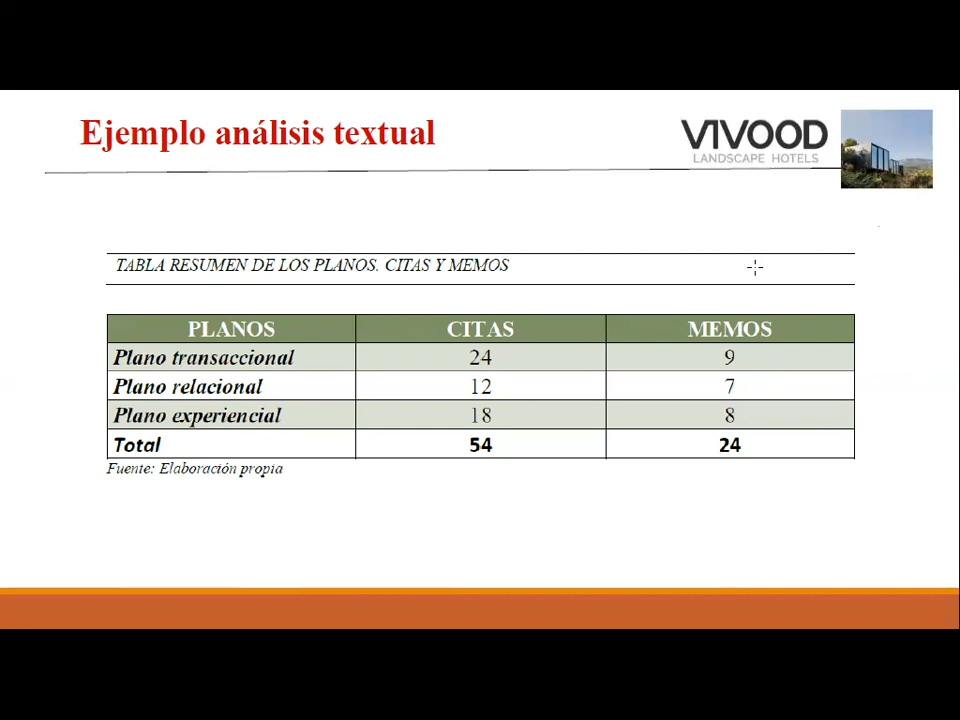 Ejemplo análisis textual
VIVOOD
LANDSCAPE HOTELS
TABLA RESUMEN DE LOS PLANOS. CITAS Y MEMOS
PLANOS CITAS MEMOS
Plano transaccional 24 9
Plano relacional 12 7
Plano experiencial 18 8
Total 54 24
Fuente: Elaboración propia